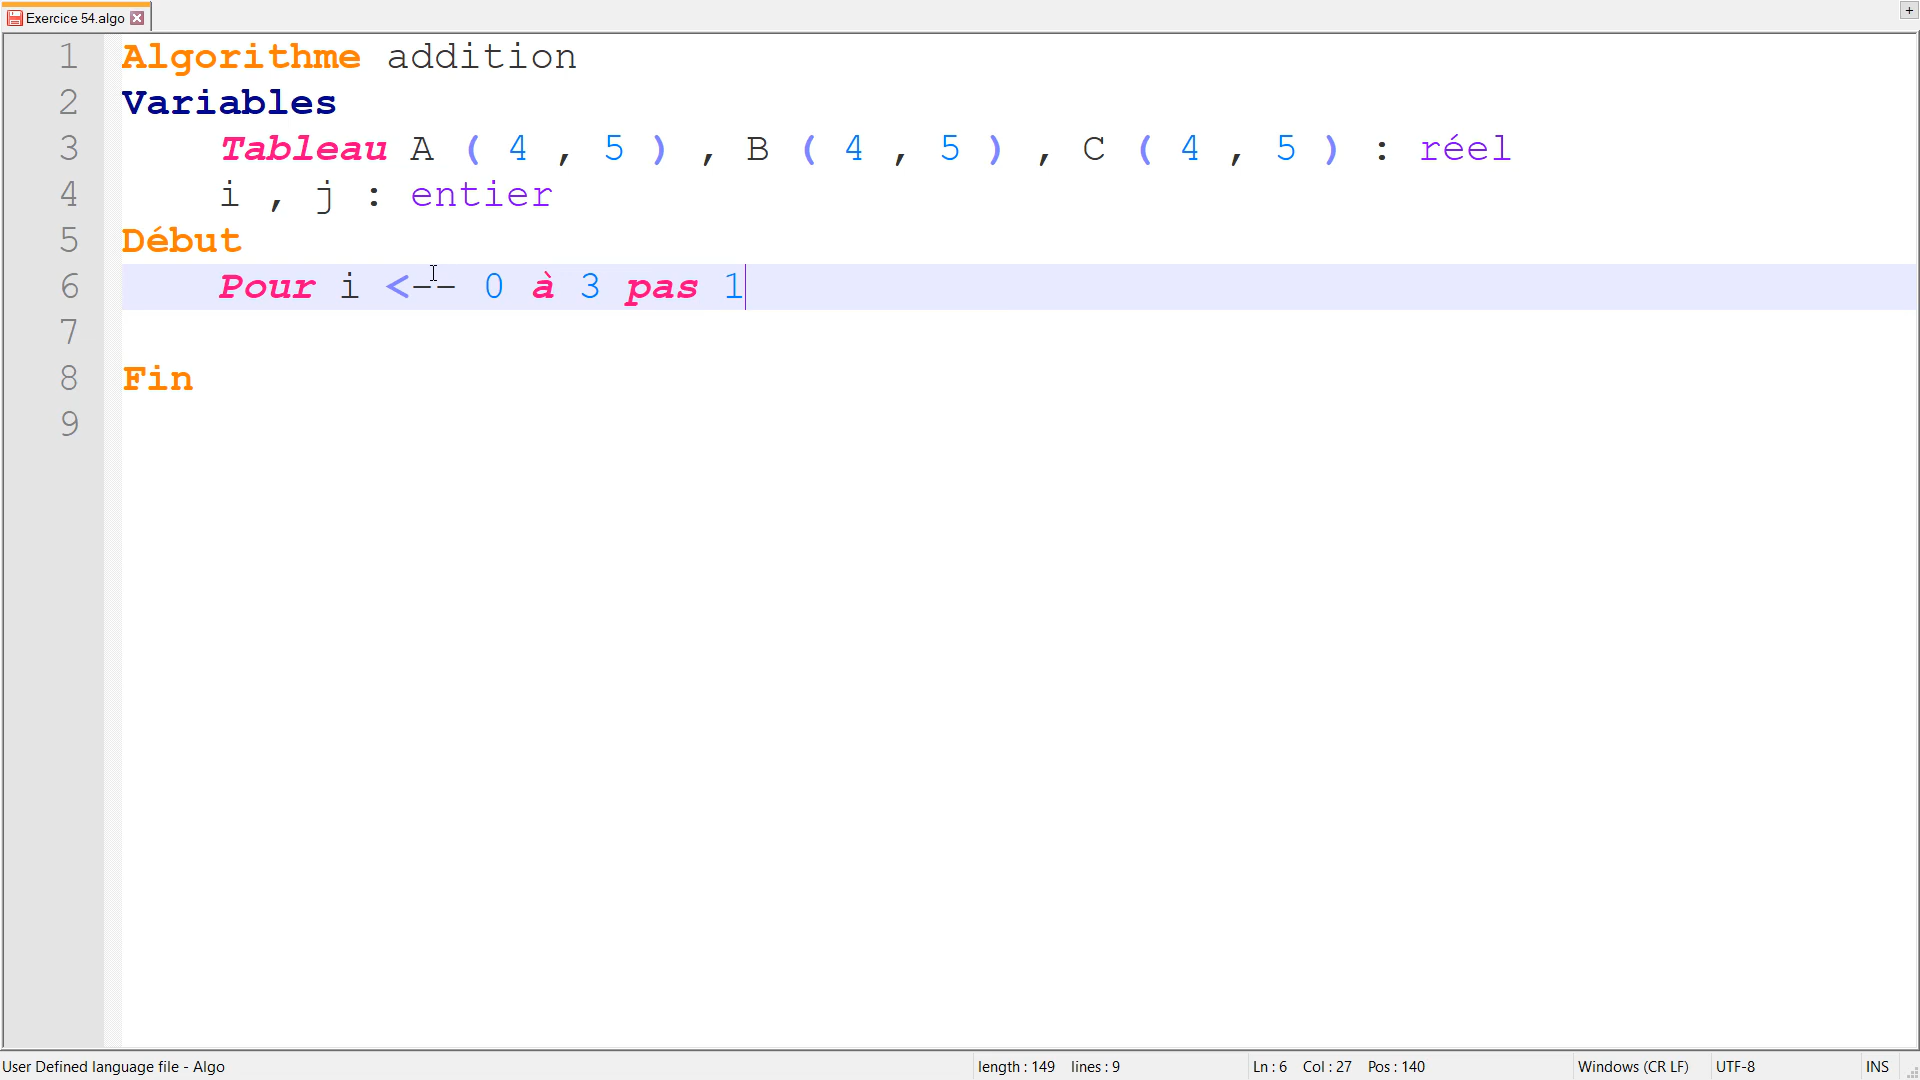 Exercice 54.algo
+
1 Algorithme addition
2 Variables
3 Tableau A ( 4 , 5 ) , B ( 4 , 5 ) , C ( 4 , 5 ) : réel
4 i , j : entier
5 Début
6 Pour i <-- 0 à 3 pas 1
7
8 Fin
9
User Defined language file - Algo length : 149 lines : 9 Ln : 6 Col : 27 Pos : 140 Windows (CR LF) UTF-8 INS